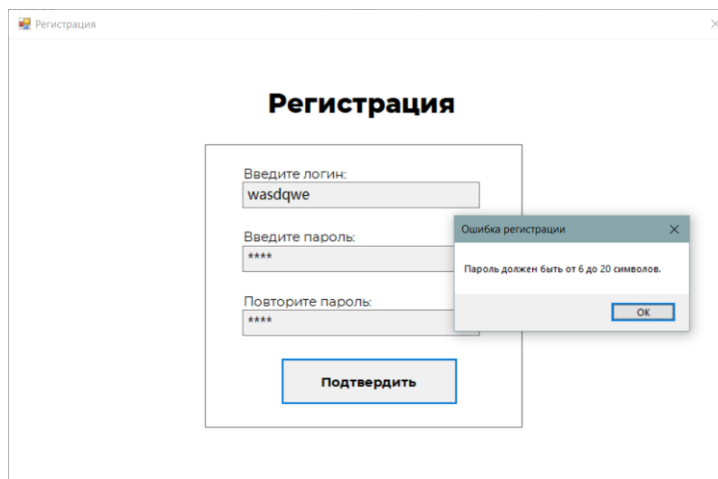 Регистрация
Регистрация
Введите логин:
wasdqwe
Введите пароль:
****
Повторите пароль:
****
Подтвердить
Ошибка регистрации
Пароль должен быть от 6 до 20 символов.
OK